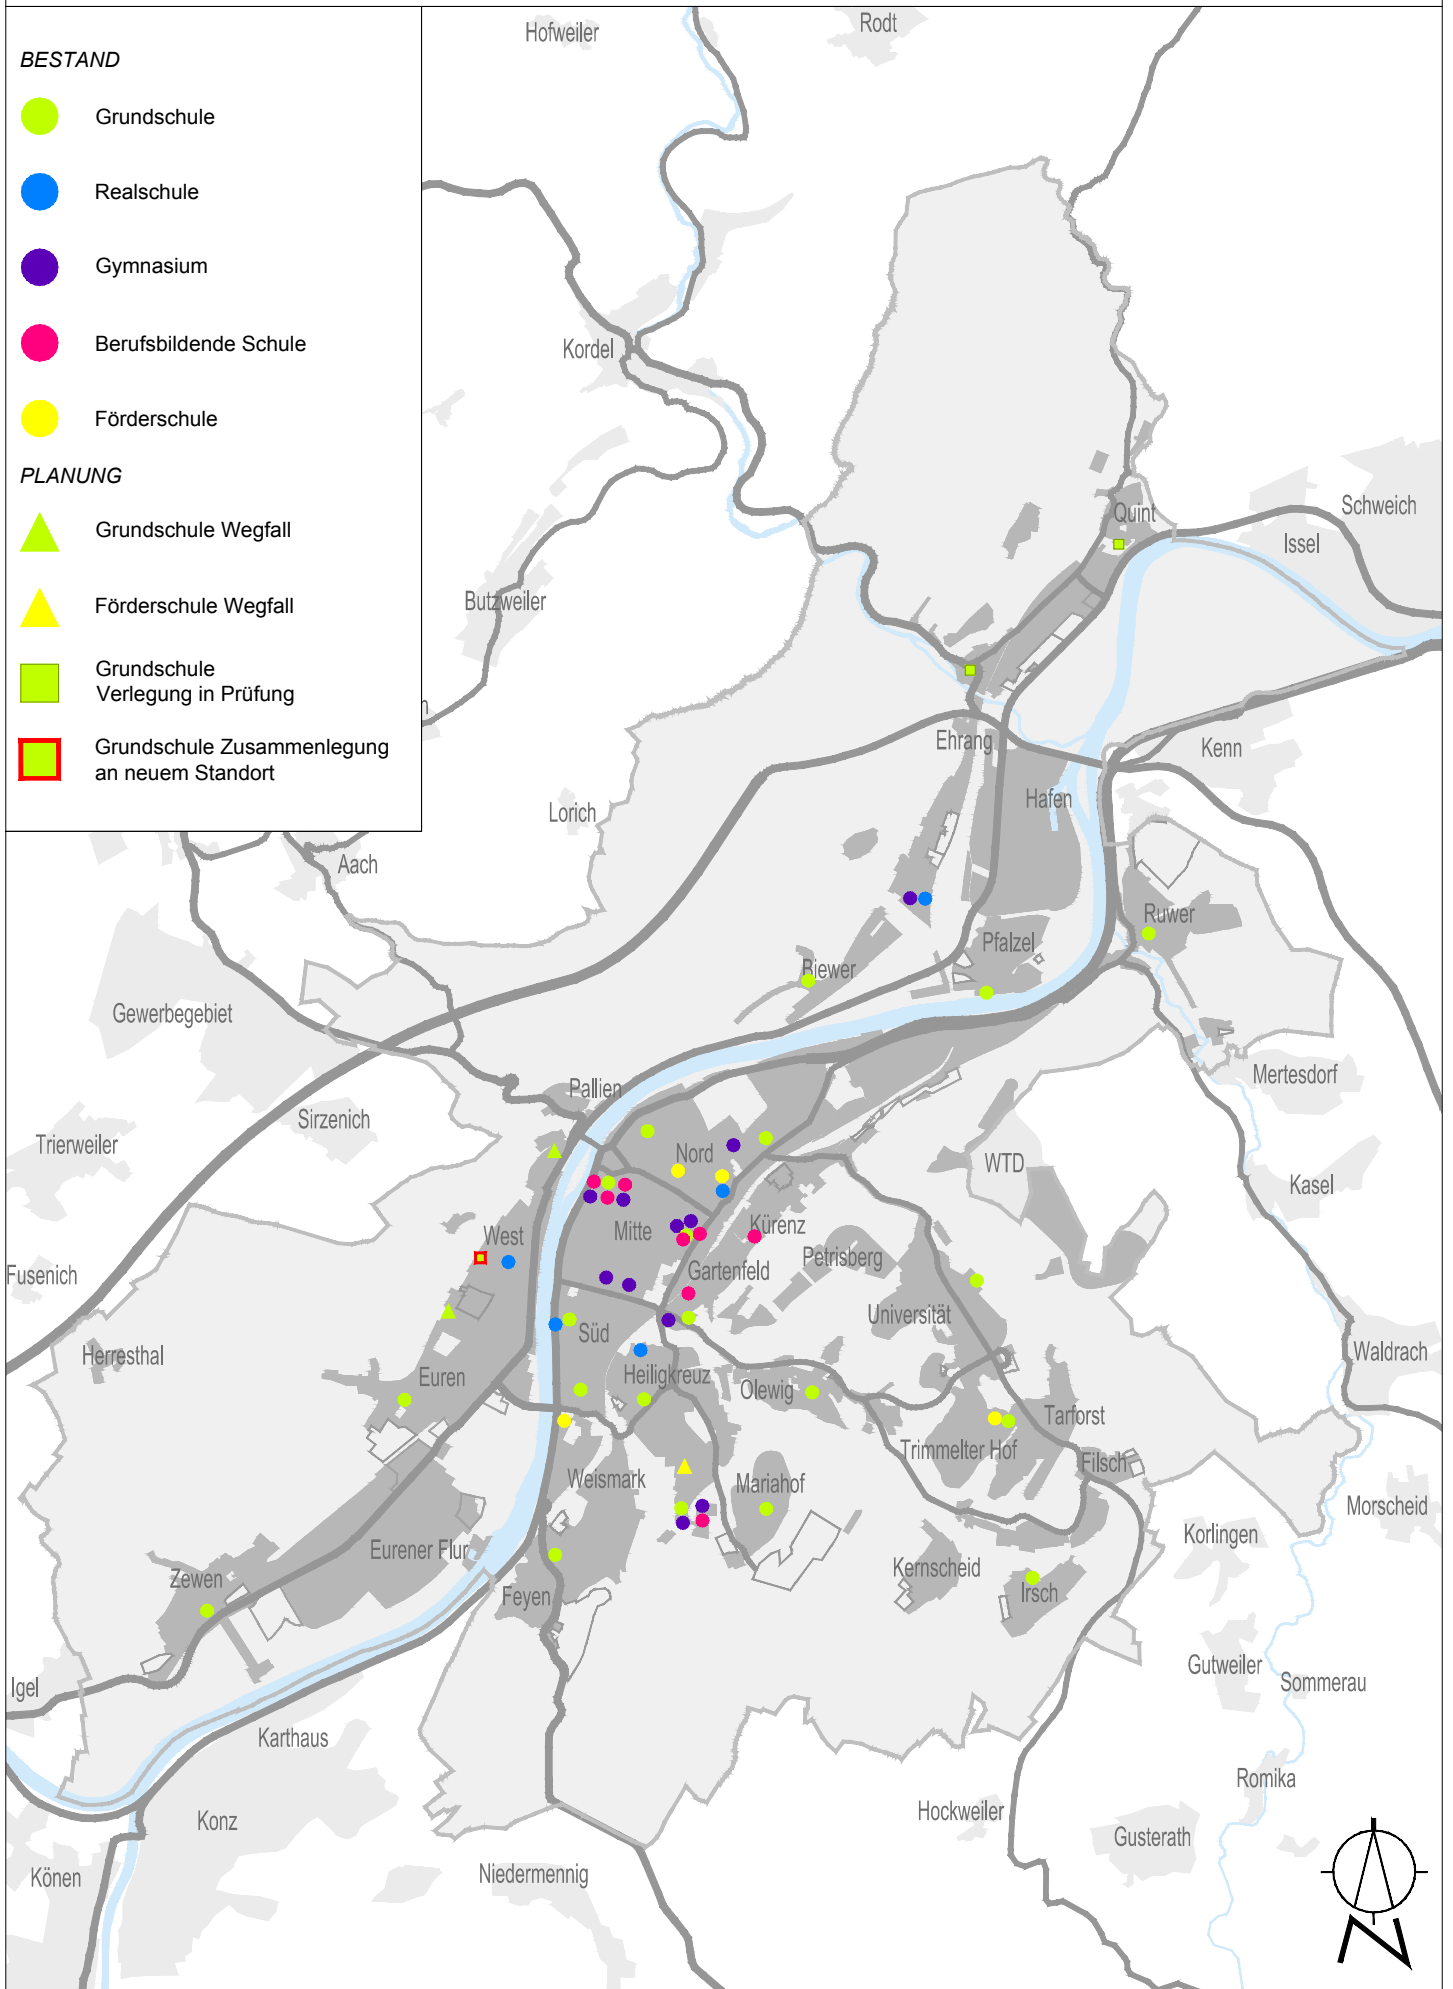 BESTAND
Grundschule
Realschule
Gymnasium
Berufsbildende Schule
Förderschule
PLANUNG
Grundschule Wegfall
Förderschule Wegfall
Grundschule
Verlegung in Prüfung
Grundschule Zusammenlegung
an neuem Standort
Hofweiler
Rodt
Kordel
Quint
Schweich
Issel
Butzweiler
Ehrang
Kenn
Hafen
Lorich
Aach
Ruwer
Pfalzel
Biewer
Gewerbegebiet
Mertesdorf
Pallien
Sirzenich
Trierweiler
Nord
WTD
Kasel
West
Mitte
Kürenz
Petrisberg
Fusenich
Gartenfeld
Universität
Süd
Herresthal
Waldrach
Euren
Heiligkreuz
Olewig
Tarforst
Trimmelter Hof
Filsch
Weismark
Mariahof
Morscheid
Korlingen
Eurener Flur
Zewen
Kernscheid
Irsch
Feyen
Igel
Gutweiler
Sommerau
Karthaus
Romika
Konz
Hockweiler
Gusterath
Könen
Niedermennig
N